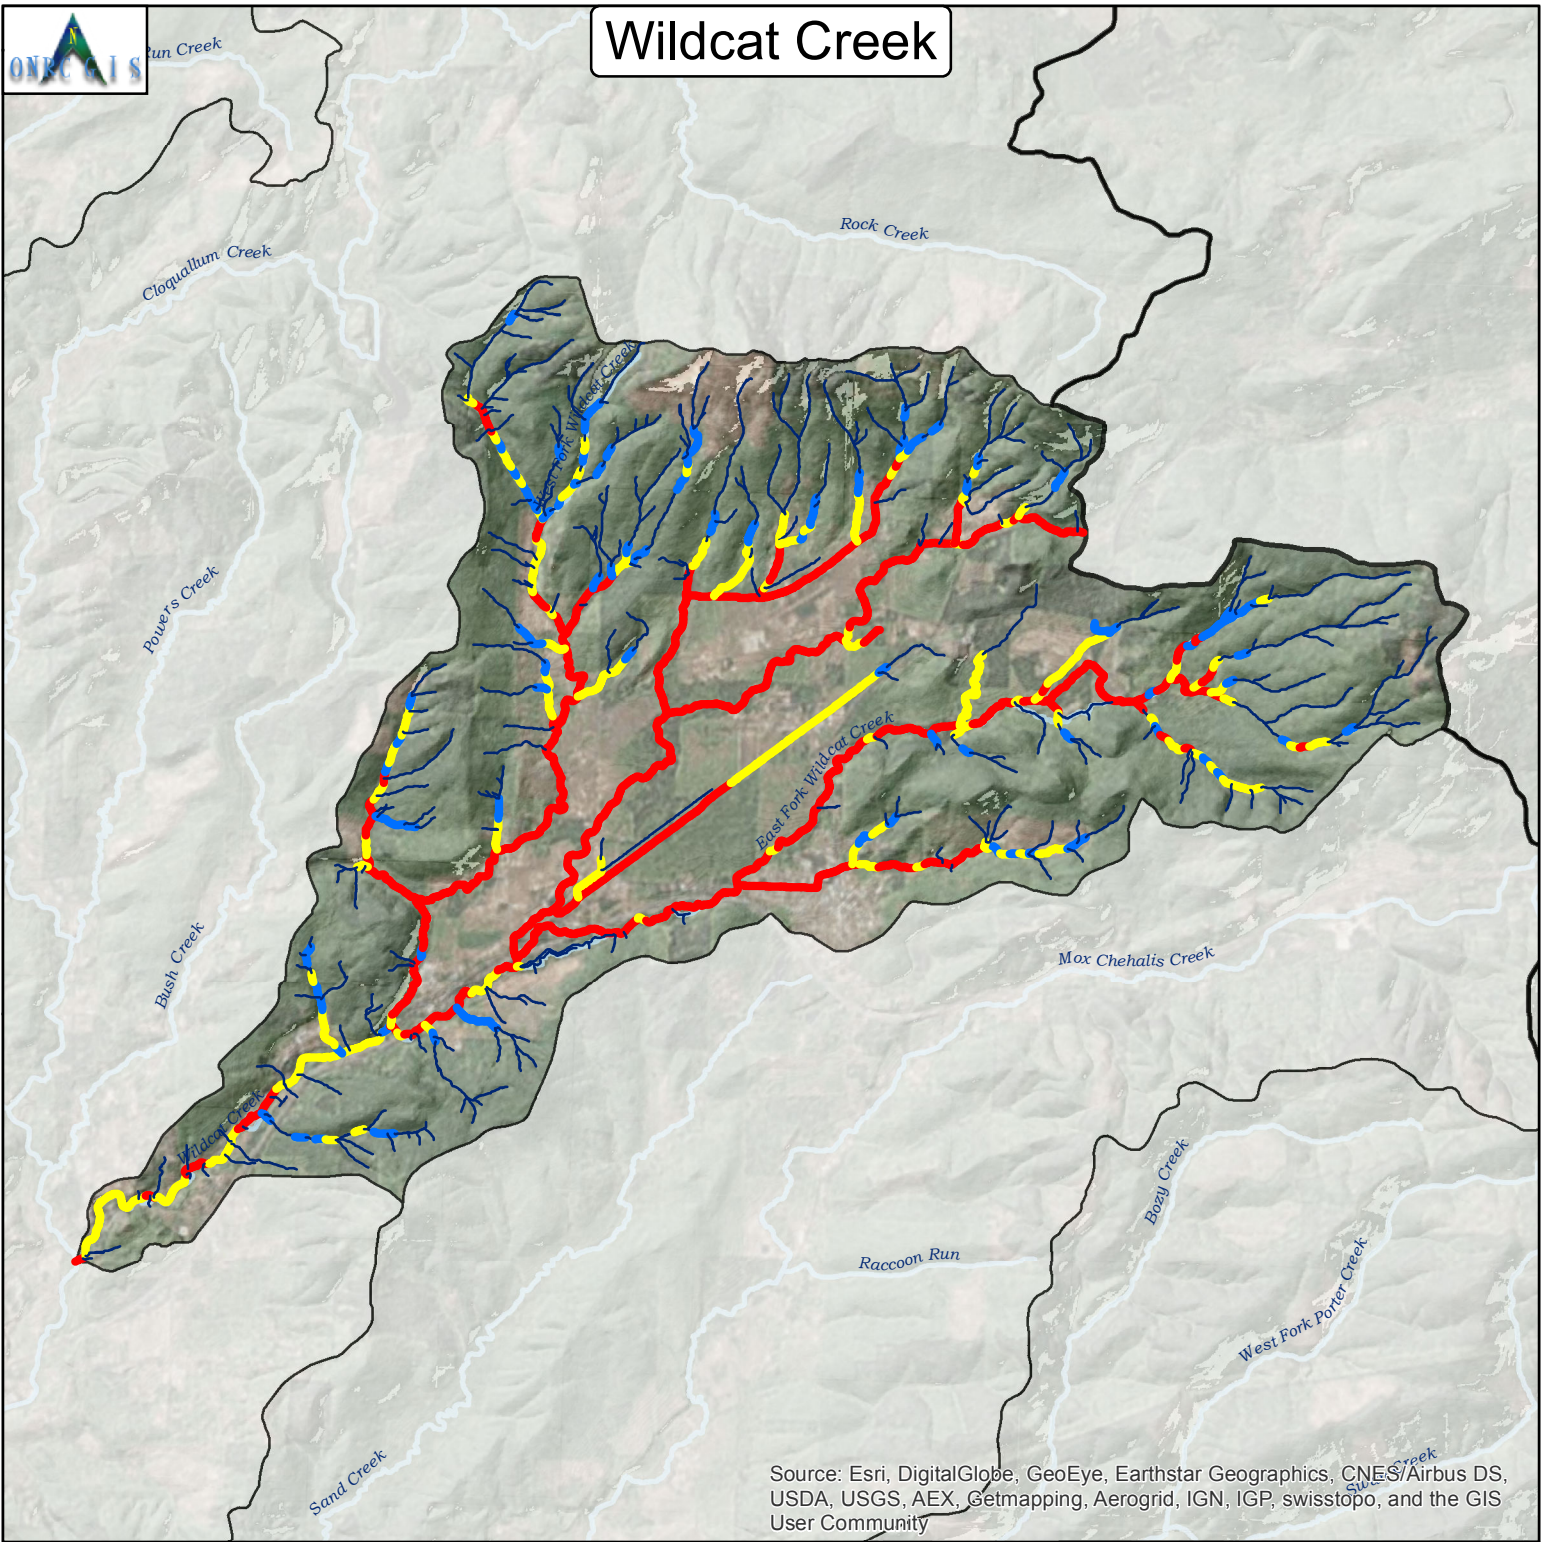 Wildcat Creek
N
ONRC GIS
Run Creek
Rock Creek
Cloquallum Creek
West Fork Wildcat Creek
Powers Creek
East Fork Wildcat Creek
Bush Creek
Mox Chehalis Creek
Wildcat Creek
Bozy Creek
Raccoon Run
West Fork Porter Creek
Sand Creek
Creek
Source: Esri, DigitalGlobe, GeoEye, Earthstar Geographics, CNES/Airbus DS,
USDA, USGS, AEX, Getmapping, Aerogrid, IGN, IGP, swisstopo, and the GIS
User Community